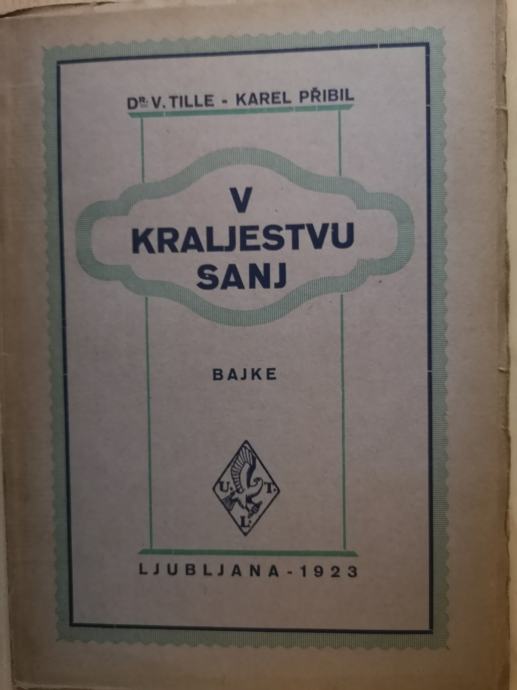 DR. V. TILLE - KAREL PŘIBIL
V
KRALJESTVU
SANJ
BAJKE
U. T.
L.
LJUBLJANA - 1923